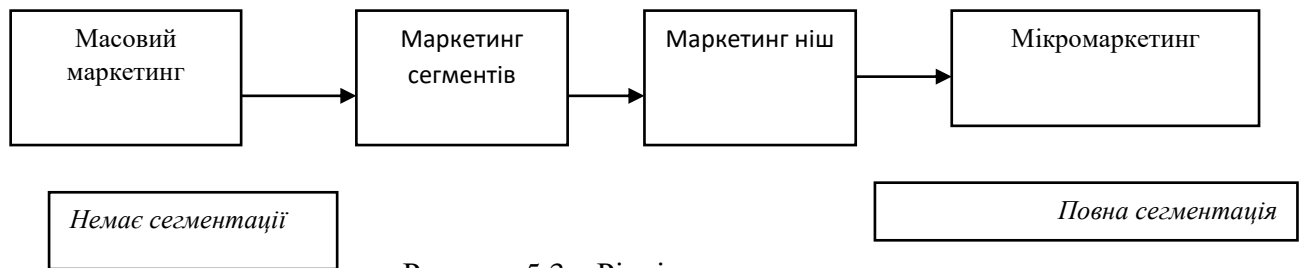 Масовий
маркетинг
Маркетинг
сегментів
Маркетинг ніш
Мікромаркетинг
Немає сегментації
Повна сегментація